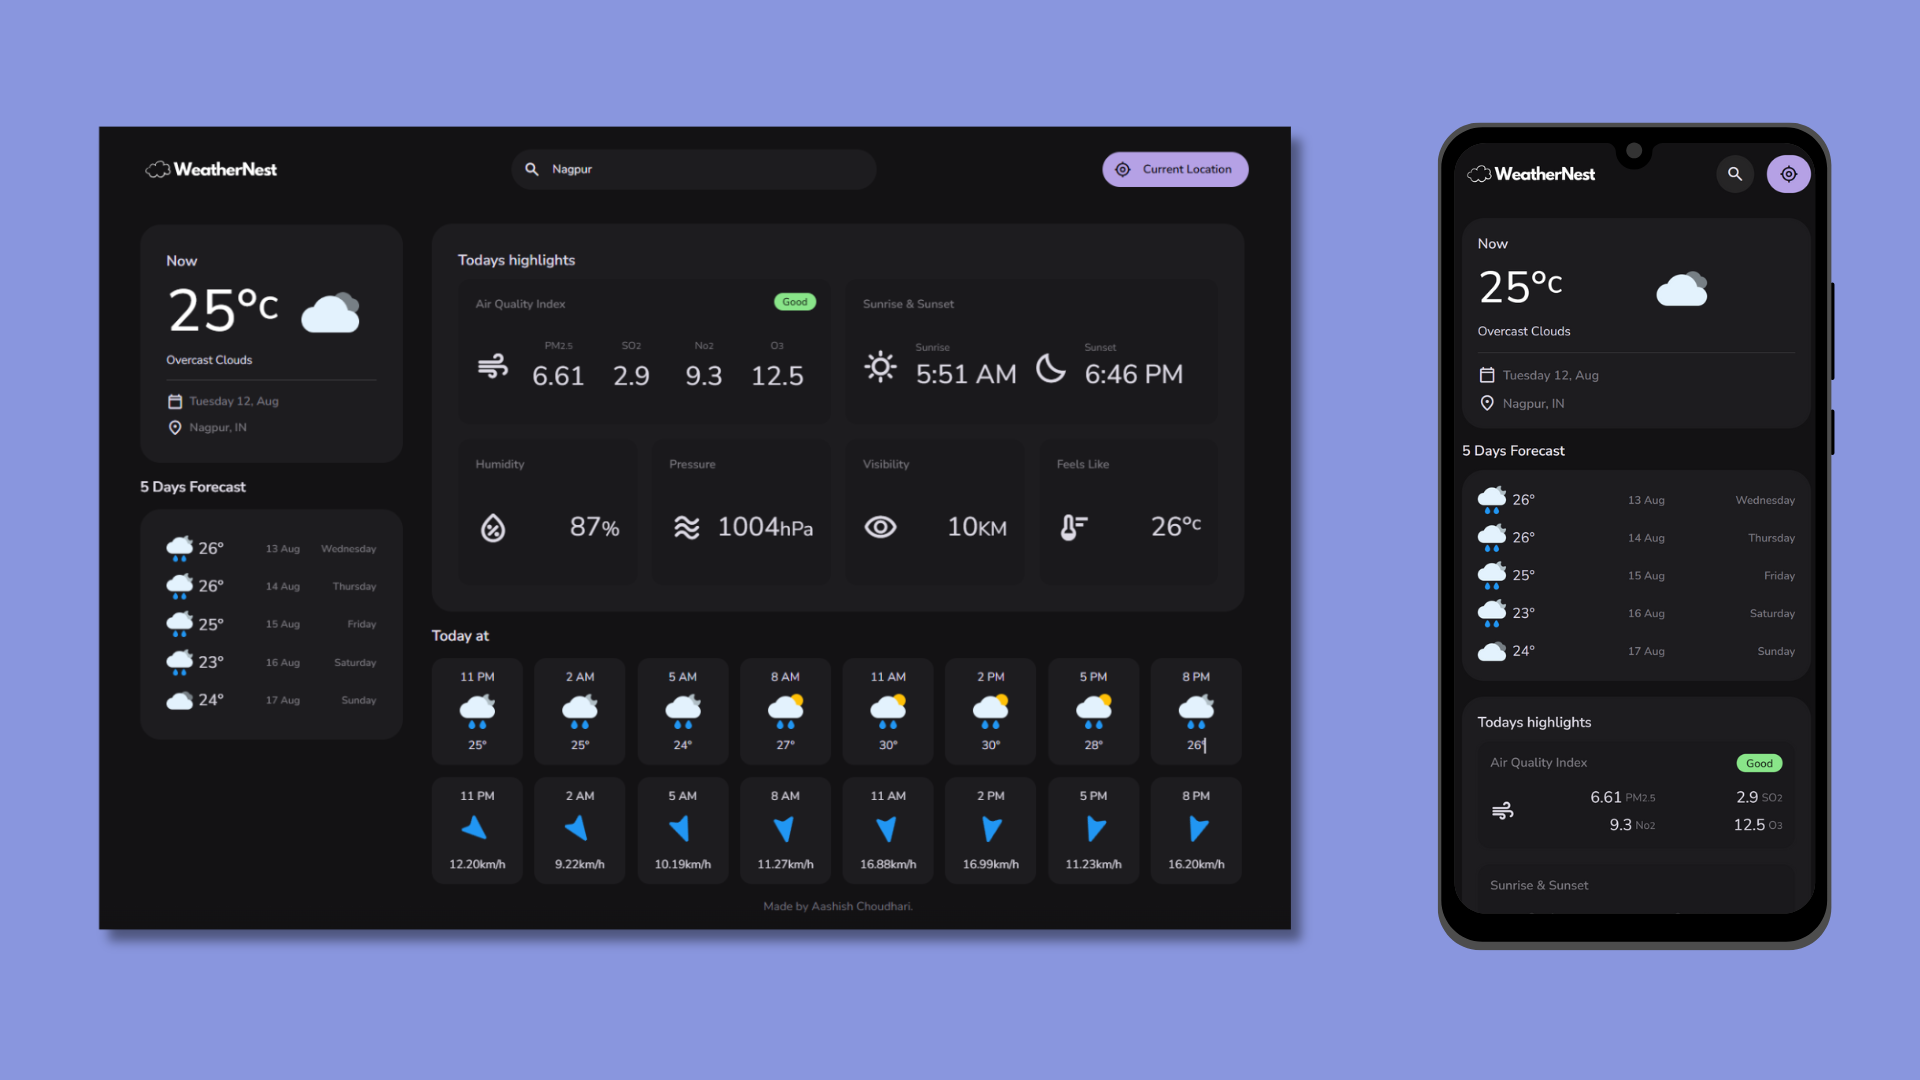 WeatherNest
Nagpur
Current Location
Now
25°c
Overcast Clouds
Tuesday 12, Aug
Nagpur, IN
5 Days Forecast
26° 13 Aug Wednesday
26° 14 Aug Thursday
25° 15 Aug Friday
23° 16 Aug Saturday
24° 17 Aug Sunday
Todays highlights
Air Quality Index
Good
PM2.5 SO2 No2 O3
6.61 2.9 9.3 12.5
Sunrise & Sunset
Sunrise
5:51 AM
Sunset
6:46 PM
Humidity
87%
Pressure
1004hPa
Visibility
10KM
Feels Like
26°c
Today at
11 PM 2 AM 5 AM 8 AM 11 AM 2 PM 5 PM 8 PM
25° 25° 24° 27° 30° 30° 28° 26°
11 PM 2 AM 5 AM 8 AM 11 AM 2 PM 5 PM 8 PM
12.20km/h 9.22km/h 10.19km/h 11.27km/h 16.88km/h 16.99km/h 11.23km/h 16.20km/h
Made by Aashish Choudhari.
WeatherNest
Now
25°c
Overcast Clouds
Tuesday 12, Aug
Nagpur, IN
5 Days Forecast
26° 13 Aug Wednesday
26° 14 Aug Thursday
25° 15 Aug Friday
23° 16 Aug Saturday
24° 17 Aug Sunday
Todays highlights
Air Quality Index
Good
6.61 PM2.5 2.9 SO2
9.3 No2 12.5 O3
Sunrise & Sunset